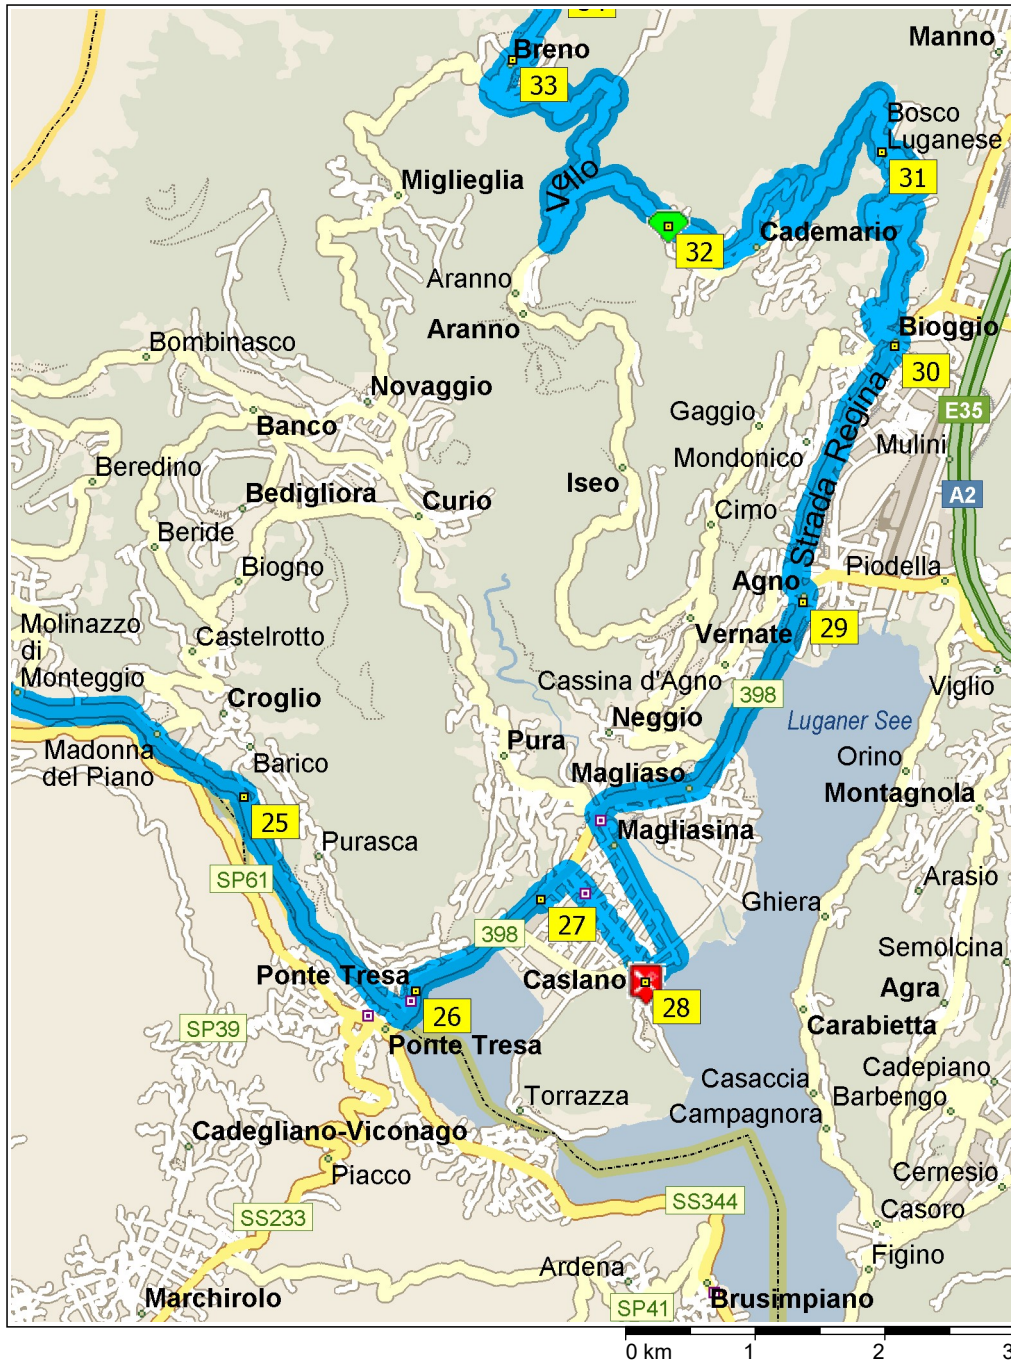 Breno
33
Manno
Bosco
Luganese
31
Miglieglia
Vello
32
Cademario
Aranno
Aranno
Bioggio
30
Bombinasco
Novaggio
Banco
Gaggio
E35
Beredino
Mondonico
Mulini
Bedigliora
Curio
Iseo
A2
Cimo
Strada Regina
Beride
Biogno
Agno
Piodella
Molinazzo
di
Monteggio
Castelrotto
Vernate
29
Cassina d'Agno
398
Viglio
Croglio
Neggio
Luganer See
Madonna
del Piano
Barico
Pura
Magliaso
Orino
Montagnola
25
Purasca
Magliasina
SP61
Arasio
Ghiera
27
398
Semolcina
Ponte Tresa
Caslano
28
Agra
26
SP39
Ponte Tresa
Carabietta
Casaccia
Cadepiano
Torrazza
Campagnora
Barbengo
Cadegliano-Viconago
Piacco
Cernesio
SS233
SS344
Casoro
Ardena
Figino
Marchirolo
SP41
Brusimpiano
0 km
1
2
3